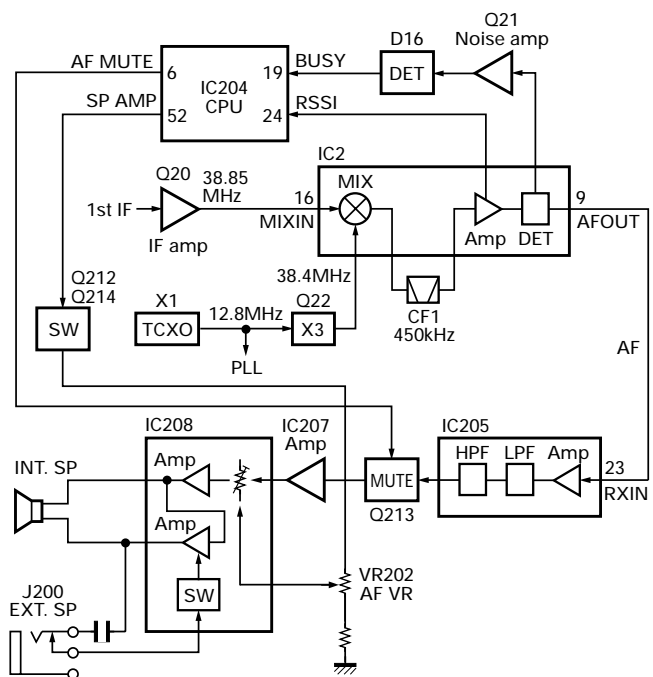 AF MUTE
6
IC204
CPU
19
BUSY
D16
DET
Q21
Noise amp
SP AMP
52
24
RSSI
IC2
Q20
38.85
MHz
1st IF
IF amp
16
MIXIN
MIX
Amp
DET
9
AFOUT
38.4MHz
CF1
450kHz
Q212
Q214
SW
X1
TCXO
12.8MHz
Q22
X3
PLL
AF
IC208
IC207
Amp
IC205
INT. SP
Amp
Amp
MUTE
Q213
HPF
LPF
Amp
23
RXIN
SW
VR202
AF VR
J200
EXT. SP